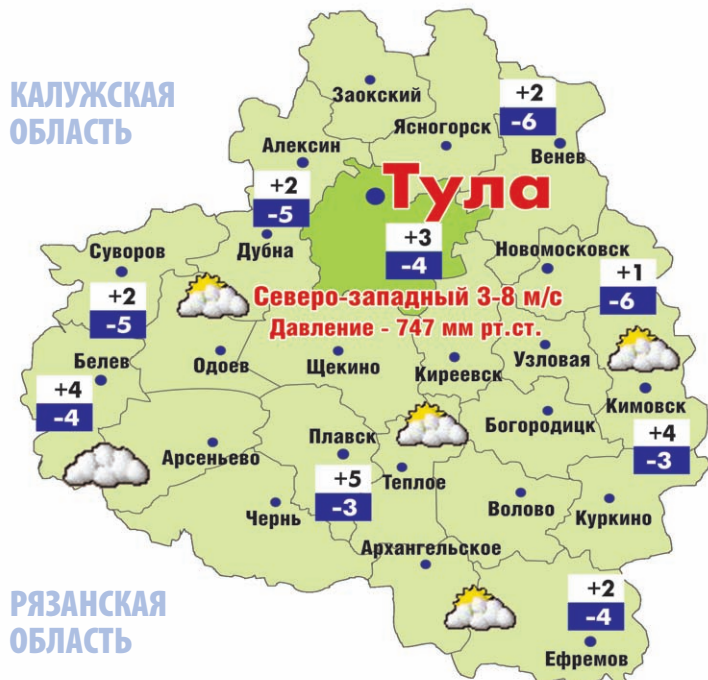 КАЛУЖСКАЯ
ОБЛАСТЬ
Заокский
+2
-6
Ясногорск
Венев
Алексин
Тула
+2
-5
+3
-4
Суворов
Дубна
Новомосковск
+1
-6
+2
-5
Северо-западный 3-8 м/с
Давление - 747 мм рт.ст.
Белев
Одоев
Щекино
Киреевск
Узловая
Кимовск
+4
-4
Богородицк
+4
-3
Арсеньево
Плавск
+5
-3
Теплое
Чернь
Волово
Куркино
Архангельское
РЯЗАНСКАЯ
ОБЛАСТЬ
+2
-4
Ефремов